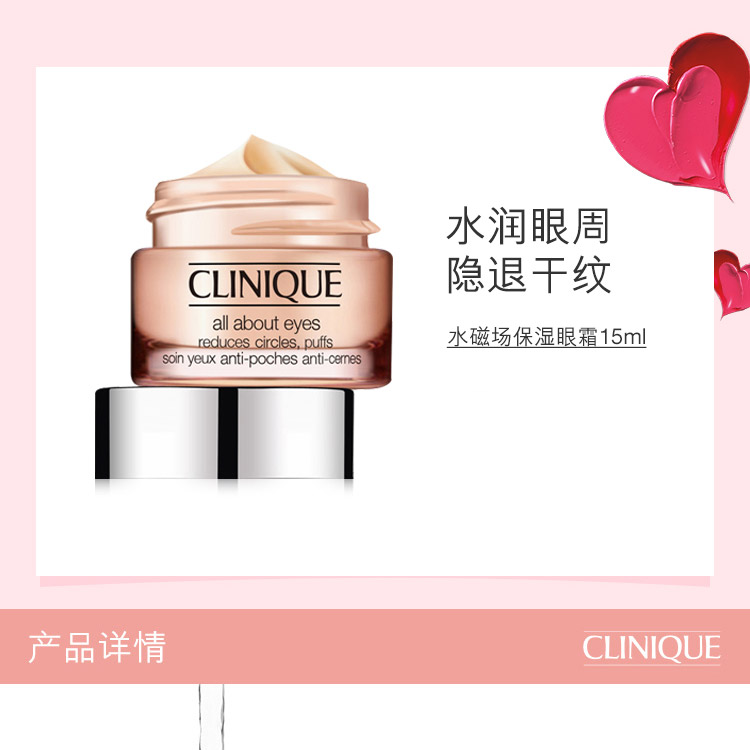 水润眼周
隐退干纹
水磁场保湿眼霜15ml
CLINIQUE
all about eyes
reduces circles, puffs
soin yeux anti-poches anti-cernes
产品详情
CLINIQUE